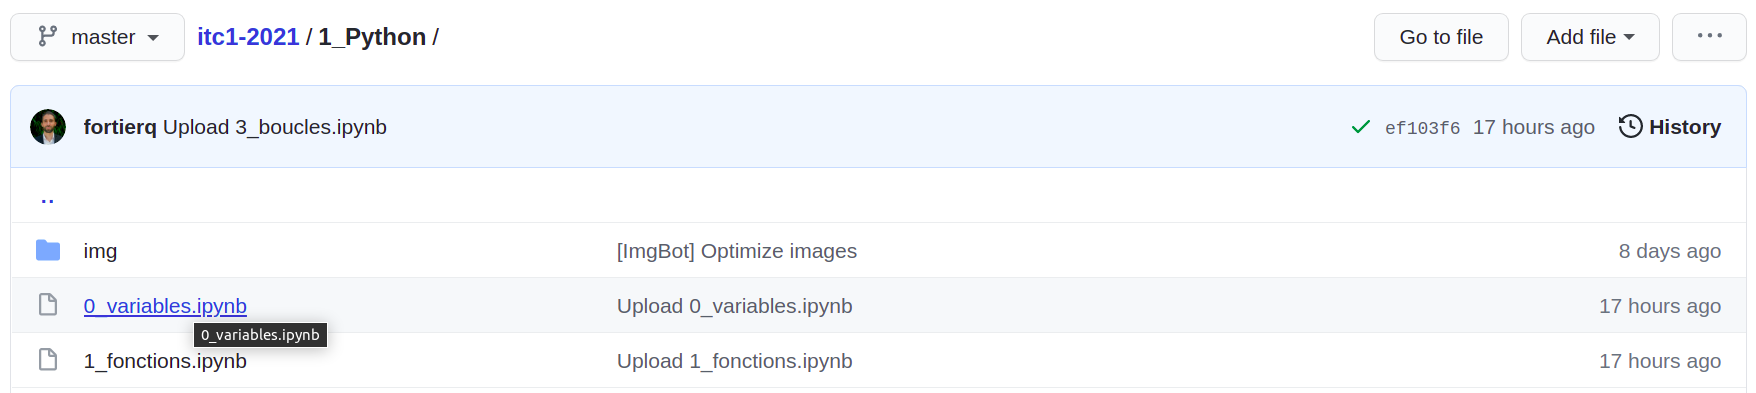 master itc1-2021 / 1_Python / Go to file Add file ...
fortierq Upload 3_boucles.ipynb ef103f6 17 hours ago History
..
img [ImgBot] Optimize images 8 days ago
0_variables.ipynb Upload 0_variables.ipynb 17 hours ago
0_variables.ipynb
1_fonctions.ipynb Upload 1_fonctions.ipynb 17 hours ago